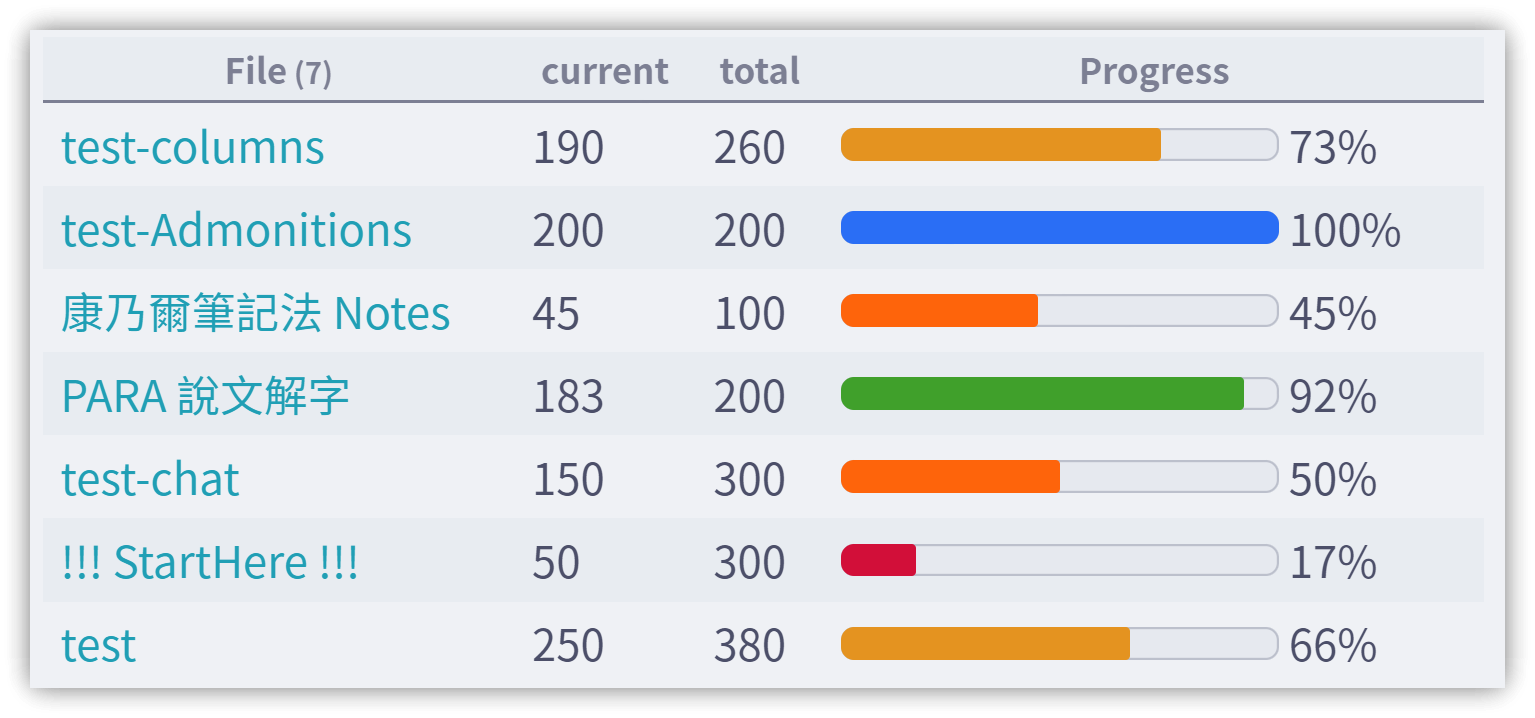 File (7) current total Progress
test-columns 190 260 73%
test-Admonitions 200 200 100%
康乃爾筆記法 Notes 45 100 45%
PARA 說文解字 183 200 92%
test-chat 150 300 50%
!!! StartHere !!! 50 300 17%
test 250 380 66%